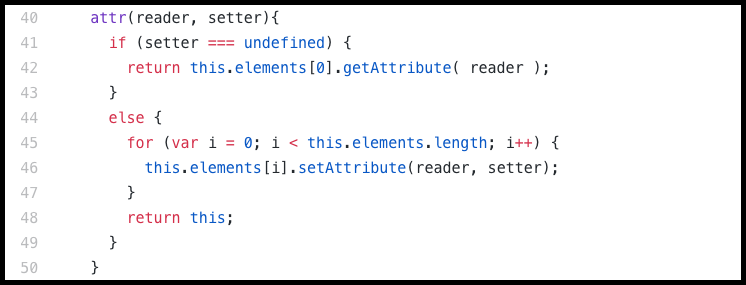 40 attr(reader, setter){
41 if (setter === undefined) {
42 return this.elements[0].getAttribute( reader );
43 }
44 else {
45 for (var i = 0; i < this.elements.length; i++) {
46 this.elements[i].setAttribute(reader, setter);
47 }
48 return this;
49 }
50 }